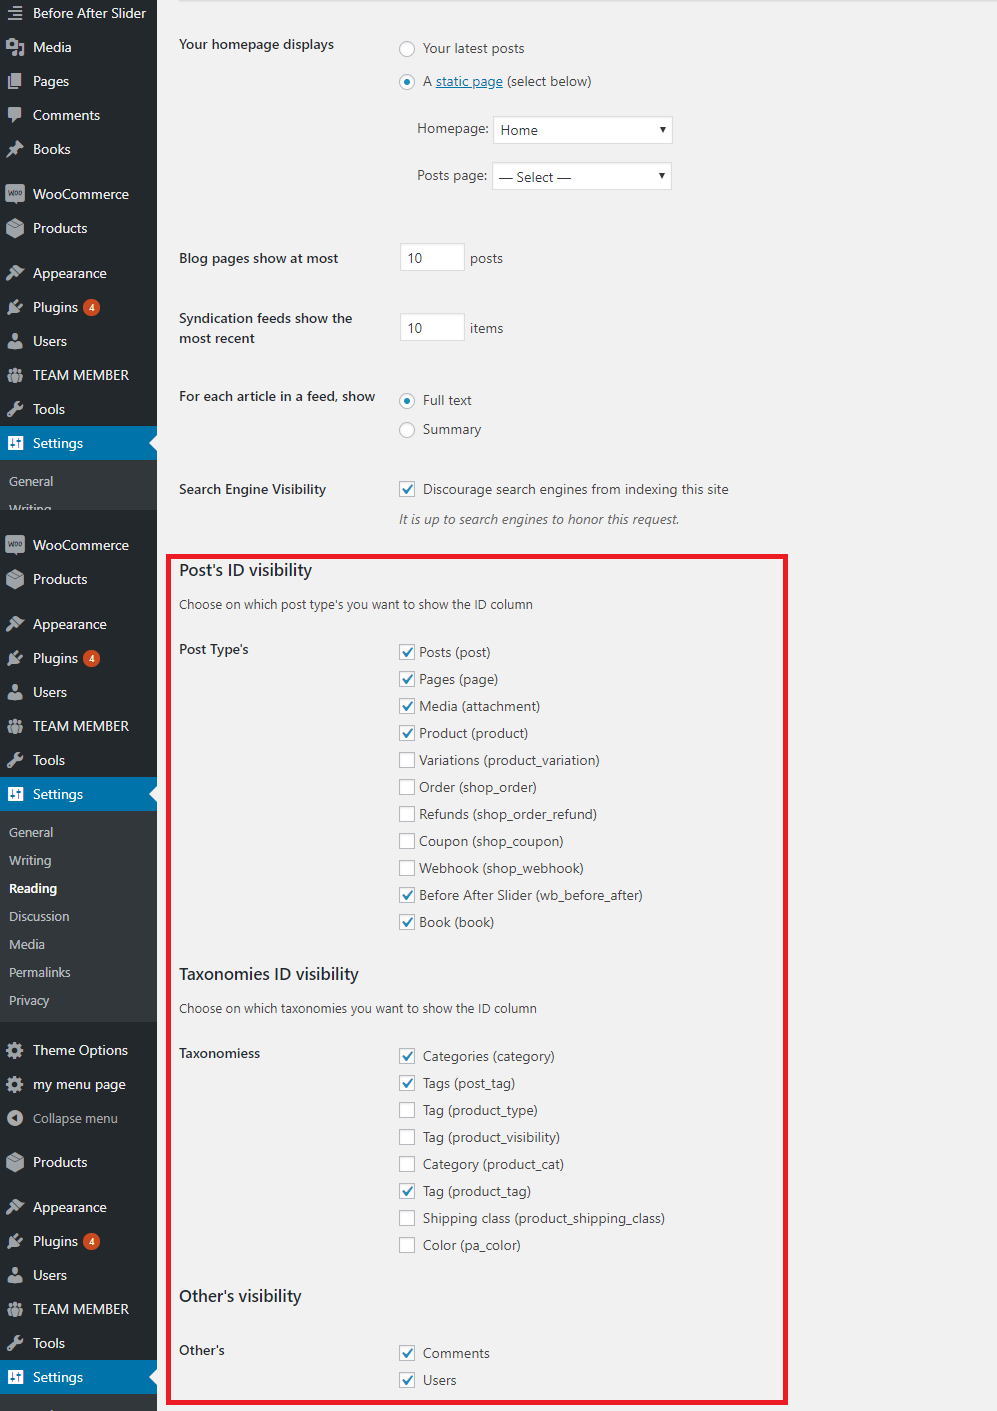 Before After Slider
Media
Pages
Comments
Books
WooCommerce
Products
Appearance
Plugins 4
Users
TEAM MEMBER
Tools
Settings
General
Writing
WooCommerce
Products
Appearance
Plugins 4
Users
TEAM MEMBER
Tools
Settings
General
Writing
Reading
Discussion
Media
Permalinks
Privacy
Theme Options
my menu page
Collapse menu
Products
Appearance
Plugins 4
Users
TEAM MEMBER
Tools
Settings
Your homepage displays
Your latest posts
A static page (select below)
Homepage: Home
Posts page: — Select —
Blog pages show at most 10 posts
Syndication feeds show the
most recent
10 items
For each article in a feed, show
Full text
Summary
Search Engine Visibility
Discourage search engines from indexing this site
It is up to search engines to honor this request.
Post's ID visibility
Choose on which post type's you want to show the ID column
Post Type's
Posts (post)
Pages (page)
Media (attachment)
Product (product)
Variations (product_variation)
Order (shop_order)
Refunds (shop_order_refund)
Coupon (shop_coupon)
Webhook (shop_webhook)
Before After Slider (wb_before_after)
Book (book)
Taxonomies ID visibility
Choose on which taxonomies you want to show the ID column
Taxonomiess
Categories (category)
Tags (post_tag)
Tag (product_type)
Tag (product_visibility)
Category (product_cat)
Tag (product_tag)
Shipping class (product_shipping_class)
Color (pa_color)
Other's visibility
Other's
Comments
Users